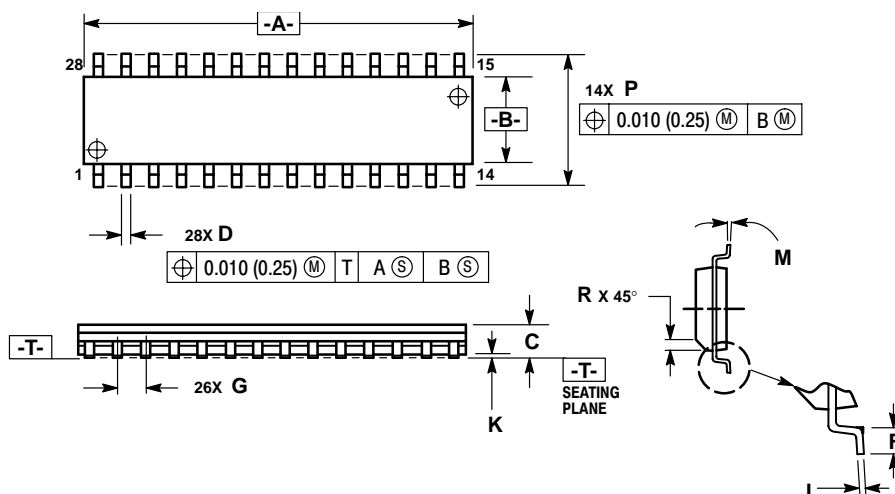 -A-
28
15
14X P
-B-
⌖ 0.010 (0.25) Ⓜ B Ⓜ
1
14
28X D
⌖ 0.010 (0.25) Ⓜ T A Ⓢ B Ⓢ
M
R X 45°
-T-
C
26X G
K
-T-
SEATING
PLANE